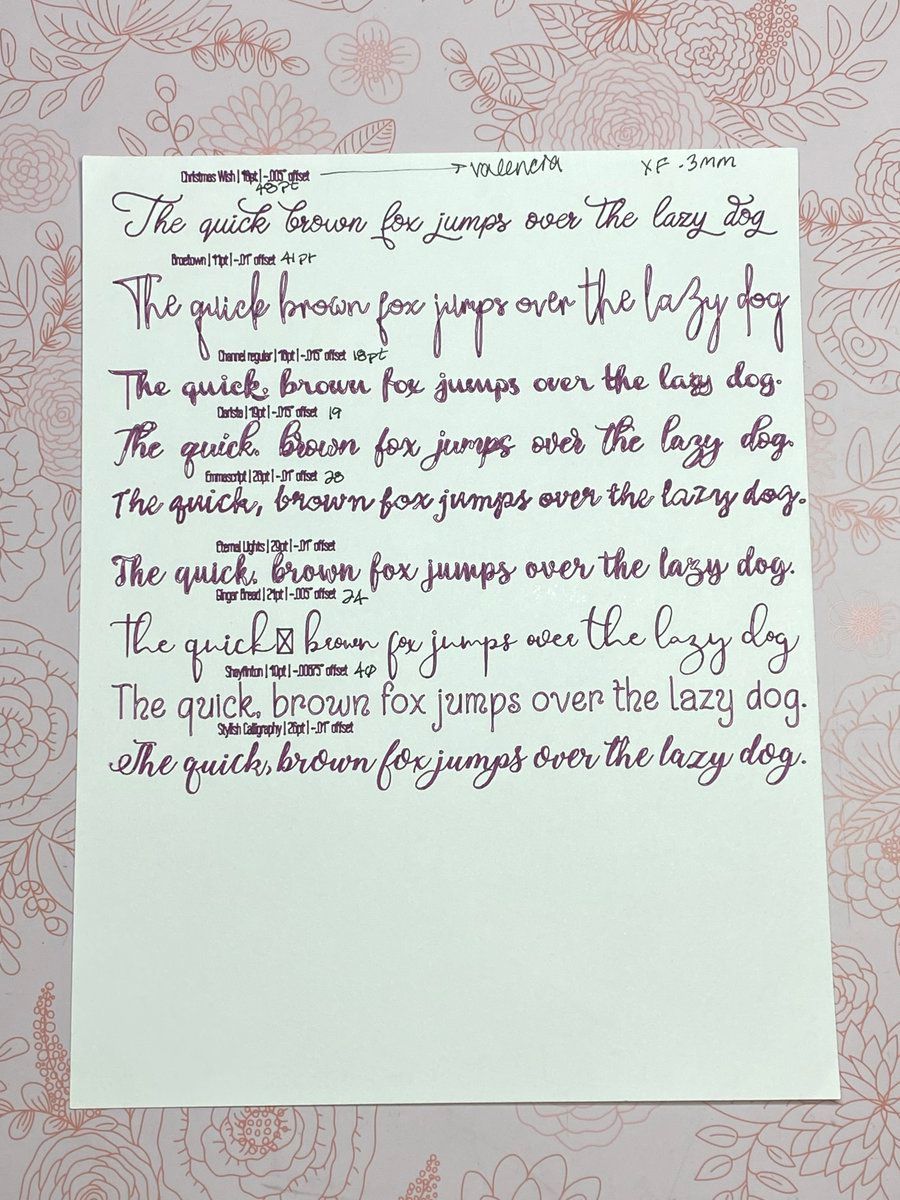 Christmas Wish | 18pt | -.005" offset → Valencia XF .3mm
48pt
The quick brown fox jumps over the lazy dog
| 11pt | -.01" offset 41pt
The quick brown fox jumps over the lazy dog
Channel regular | 18pt | -.015" offset 18pt
The quick. brown fox jumps over the lazy dog.
| 19pt | -.015" offset 19
The quick. brown fox jumps over the lazy dog.
Emmascript | 28pt | -.01" offset 28
The quick, brown fox jumps over the lazy dog.
Eternal Lights | 29pt | -.01" offset
The quick. brown fox jumps over the lazy dog.
Ginger Bread | 24pt | -.005" offset 24
The quick☒ brown fox jumps over the lazy dog
| 40pt | -.00875" offset 40
The quick. brown fox jumps over the lazy dog.
Stylish Calligraphy | 26pt | -.01" offset
The quick, brown fox jumps over the lazy dog.